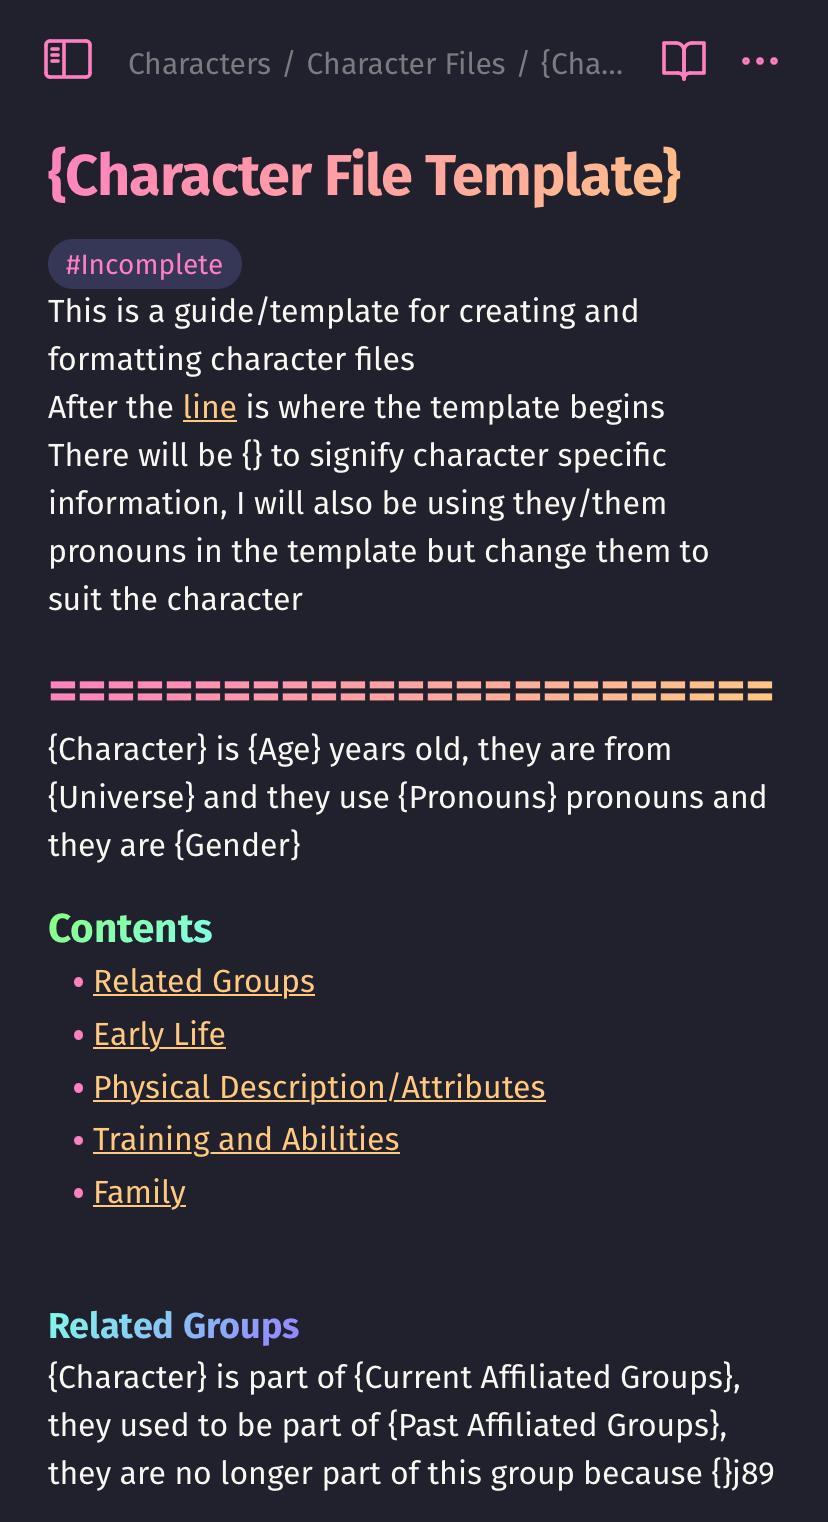 Characters / Character Files / {Cha...
{Character File Template}
#Incomplete
This is a guide/template for creating and
formatting character files
After the line is where the template begins
There will be {} to signify character specific
information, I will also be using they/them
pronouns in the template but change them to
suit the character
=========================
{Character} is {Age} years old, they are from
{Universe} and they use {Pronouns} pronouns and
they are {Gender}
Contents
• Related Groups
• Early Life
• Physical Description/Attributes
• Training and Abilities
• Family
Related Groups
{Character} is part of {Current Affiliated Groups},
they used to be part of {Past Affiliated Groups},
they are no longer part of this group because {}j89